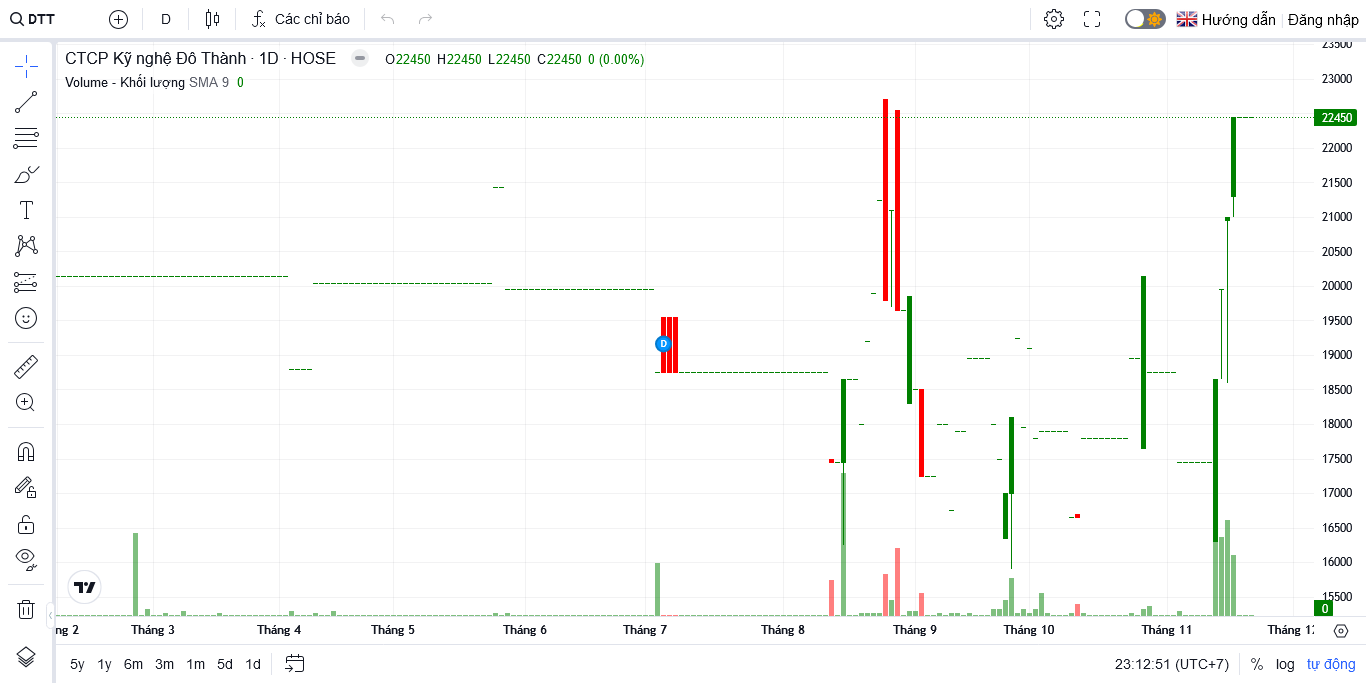 DTT
D
Các chỉ báo
Hướng dẫn
Đăng nhập
CTCP Kỹ nghệ Đô Thành · 1D · HOSE
O22450 H22450 L22450 C22450 0 (0.00%)
Volume - Khối lượng SMA 9 0
23500
23000
22450
22000
21500
21000
20500
20000
19500
19000
18500
18000
17500
17000
16500
16000
15500
0
D
ng 2
Tháng 3
Tháng 4
Tháng 5
Tháng 6
Tháng 7
Tháng 8
Tháng 9
Tháng 10
Tháng 11
Tháng 12
5y 1y 6m 3m 1m 5d 1d
23:12:51 (UTC+7)
% log tự động